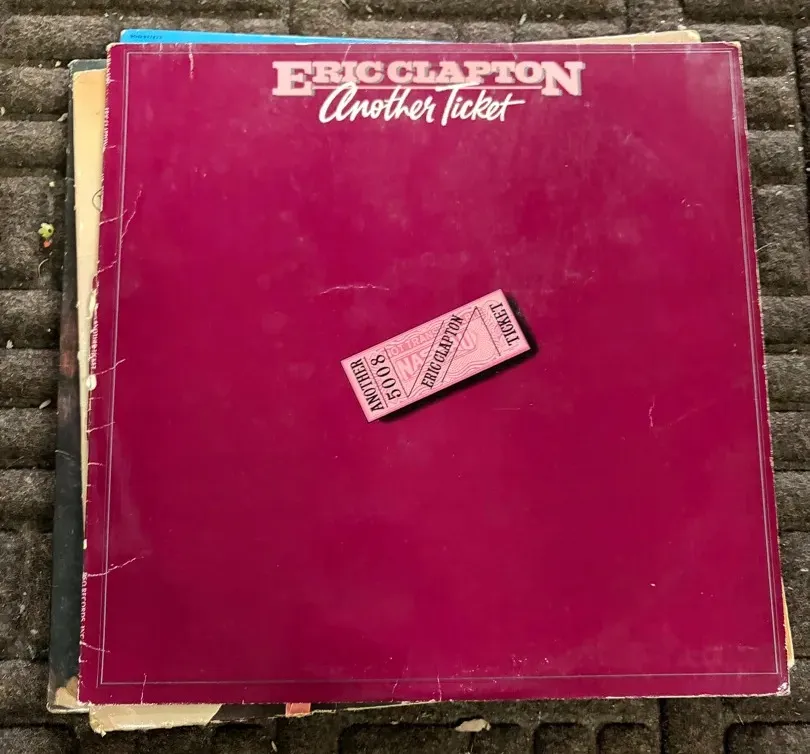 ERIC CLAPTON
Another Ticket
ANOTHER
5008
ERIC CLAPTON
TICKET